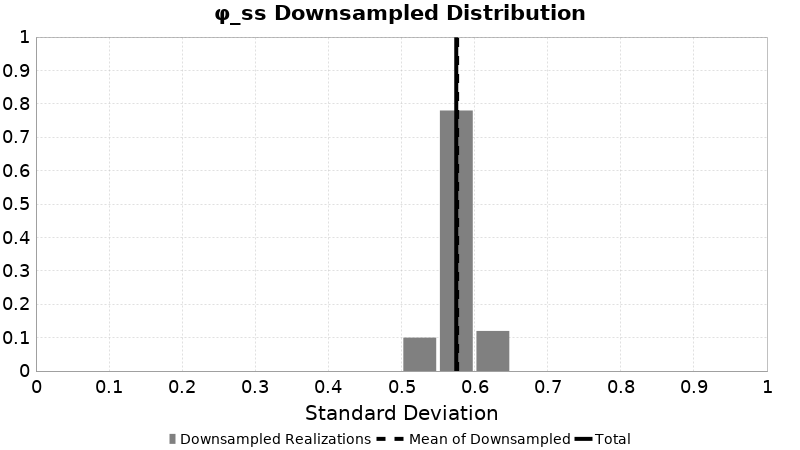 φ_ss Downsampled Distribution
1
0.9
0.8
0.7
0.6
0.5
0.4
0.3
0.2
0.1
0
0 0.1 0.2 0.3 0.4 0.5 0.6 0.7 0.8 0.9 1
Standard Deviation
Downsampled Realizations Mean of Downsampled Total